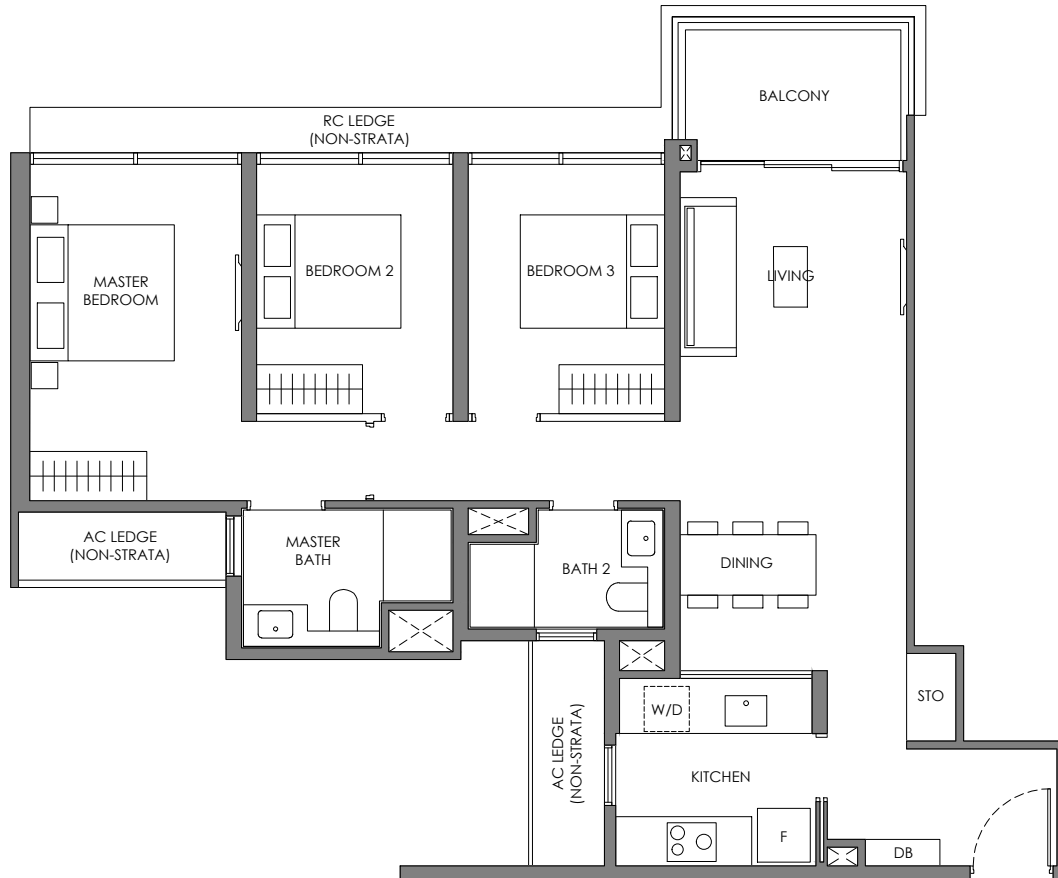 BALCONY
RC LEDGE
(NON-STRATA)
MASTER
BEDROOM
BEDROOM 2
BEDROOM 3
LIVING
AC LEDGE
(NON-STRATA)
MASTER
BATH
BATH 2
DINING
STO
W/D
AC LEDGE
(NON-STRATA)
KITCHEN
F
DB